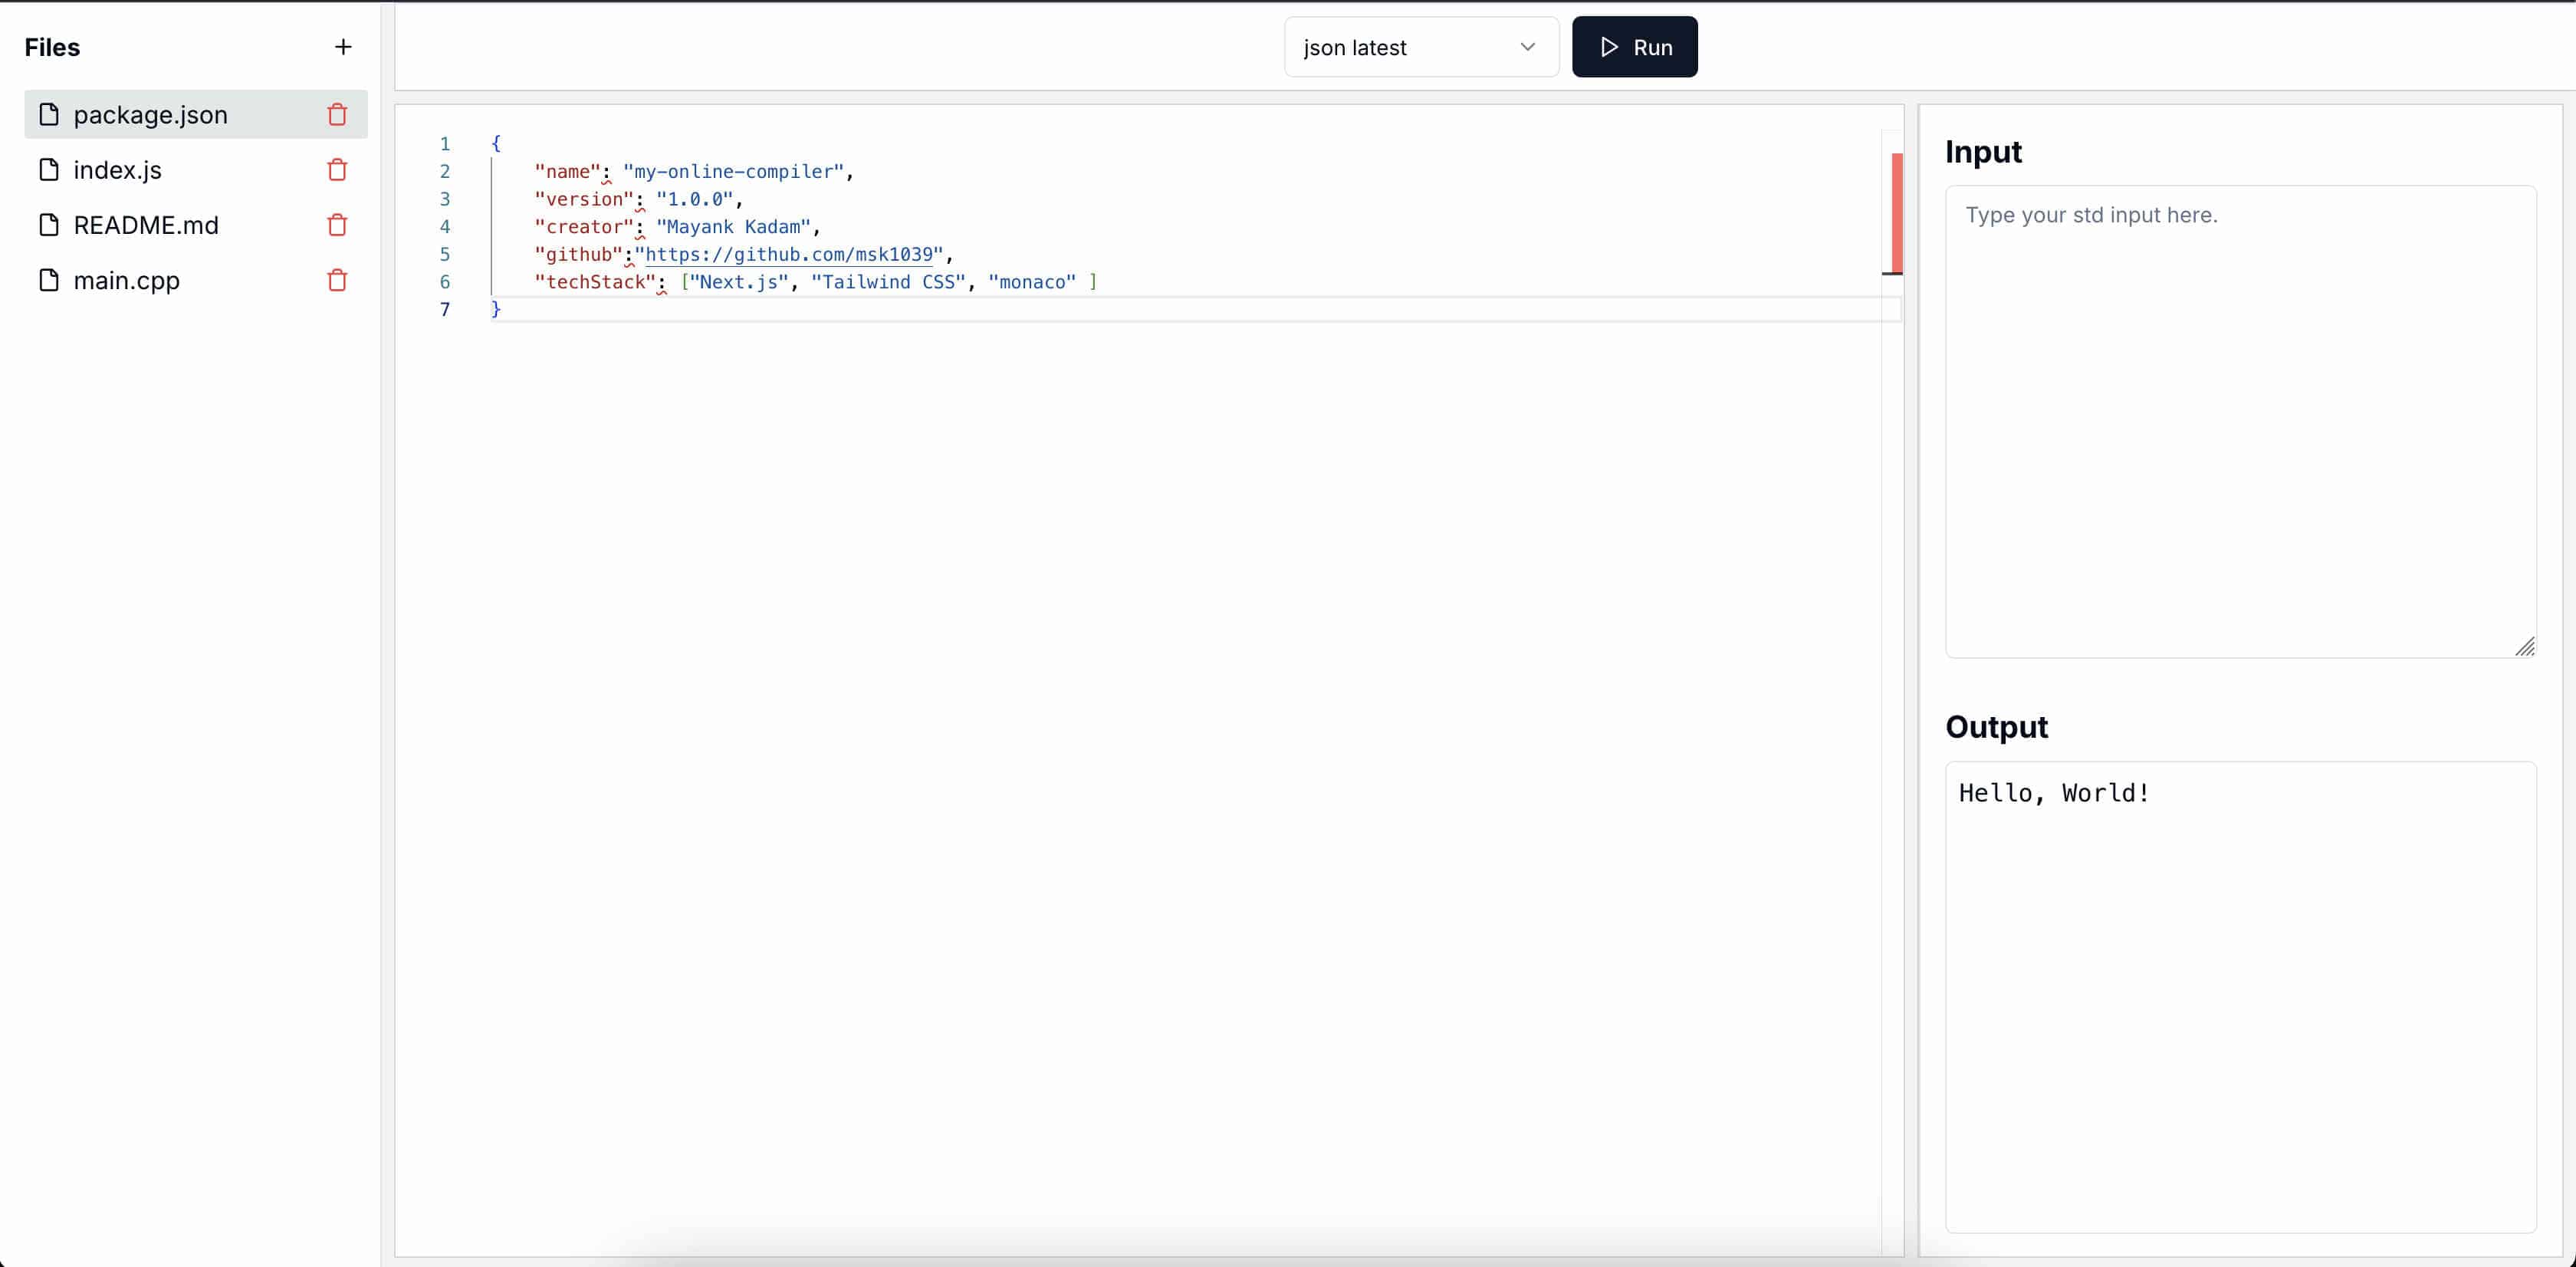 Files
package.json
index.js
README.md
main.cpp
json latest
Run
1 {
2 "name": "my-online-compiler",
3 "version": "1.0.0",
4 "creator": "Mayank Kadam",
5 "github":"https://github.com/msk1039",
6 "techStack": ["Next.js", "Tailwind CSS", "monaco" ]
7 }
Input
Type your std input here.
Output
Hello, World!